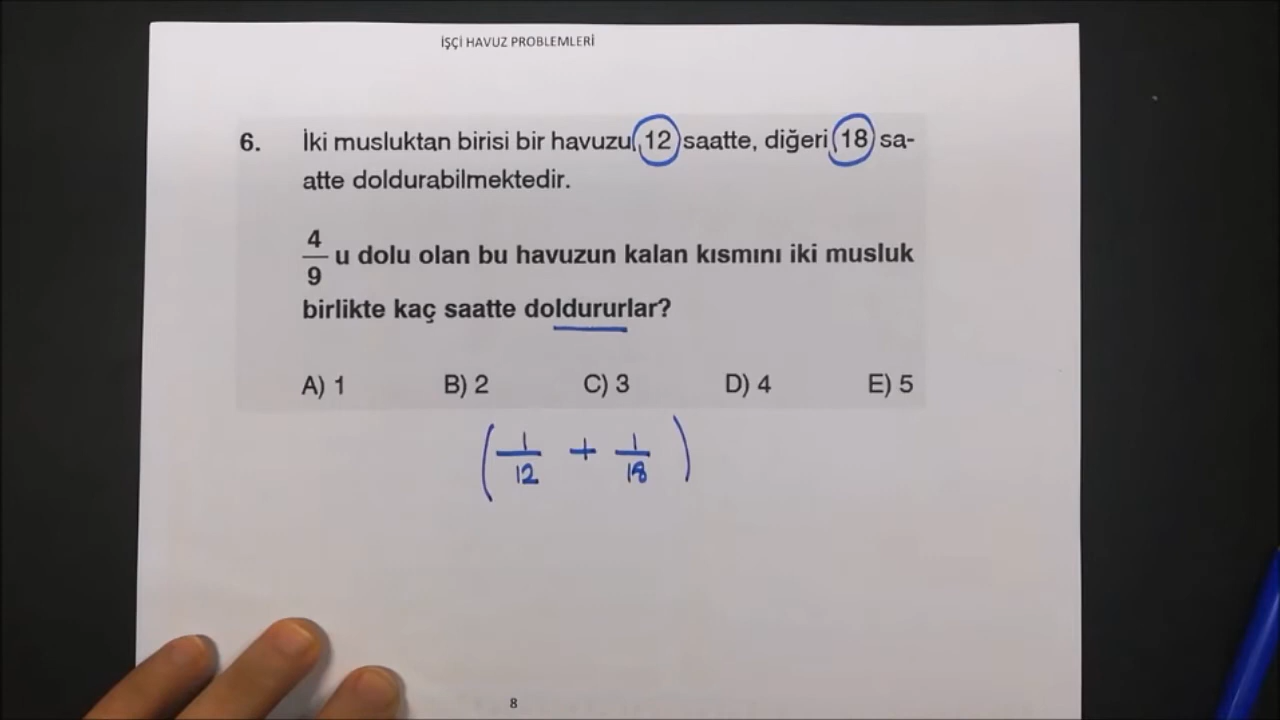 İŞÇİ HAVUZ PROBLEMLERİ
6. İki musluktan birisi bir havuzu 12 saatte, diğeri 18 sa-
atte doldurabilmektedir.
4/9 u dolu olan bu havuzun kalan kısmını iki musluk
birlikte kaç saatte doldururlar?
A) 1 B) 2 C) 3 D) 4 E) 5
(1/12 + 1/18)
8